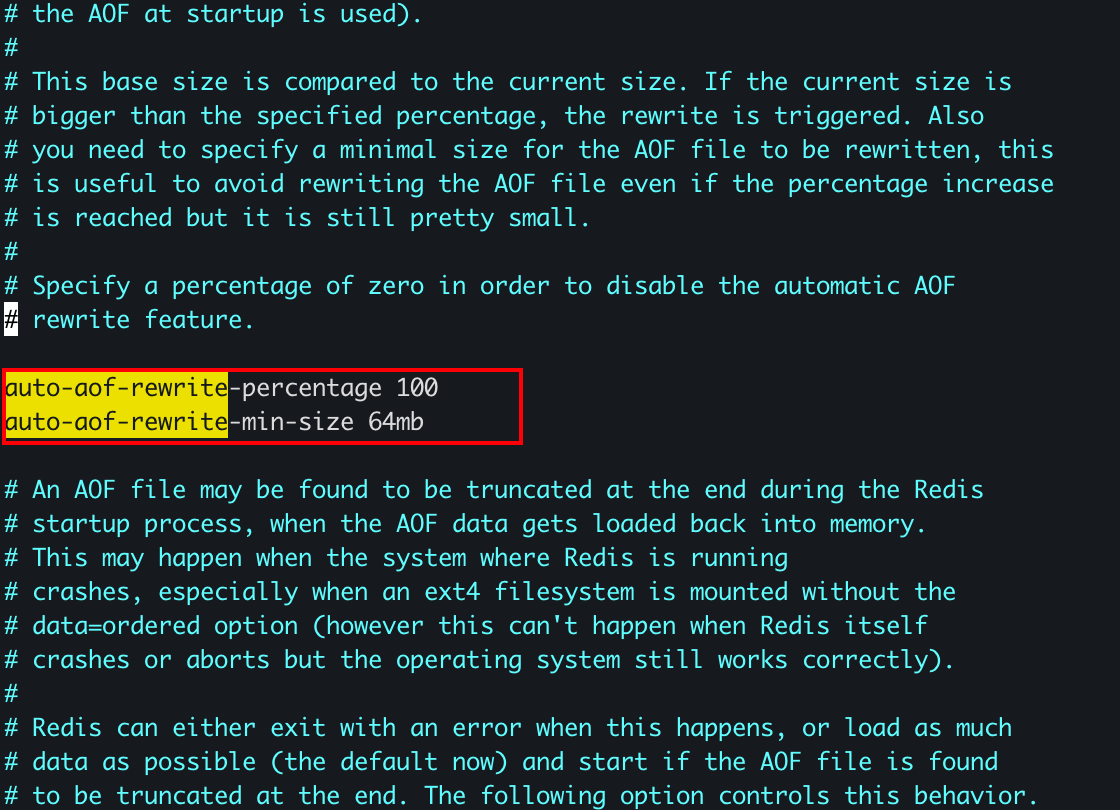 # the AOF at startup is used).
#
# This base size is compared to the current size. If the current size is
# bigger than the specified percentage, the rewrite is triggered. Also
# you need to specify a minimal size for the AOF file to be rewritten, this
# is useful to avoid rewriting the AOF file even if the percentage increase
# is reached but it is still pretty small.
#
# Specify a percentage of zero in order to disable the automatic AOF
# rewrite feature.
auto-aof-rewrite-percentage 100
auto-aof-rewrite-min-size 64mb
# An AOF file may be found to be truncated at the end during the Redis
# startup process, when the AOF data gets loaded back into memory.
# This may happen when the system where Redis is running
# crashes, especially when an ext4 filesystem is mounted without the
# data=ordered option (however this can't happen when Redis itself
# crashes or aborts but the operating system still works correctly).
#
# Redis can either exit with an error when this happens, or load as much
# data as possible (the default now) and start if the AOF file is found
# to be truncated at the end. The following option controls this behavior.